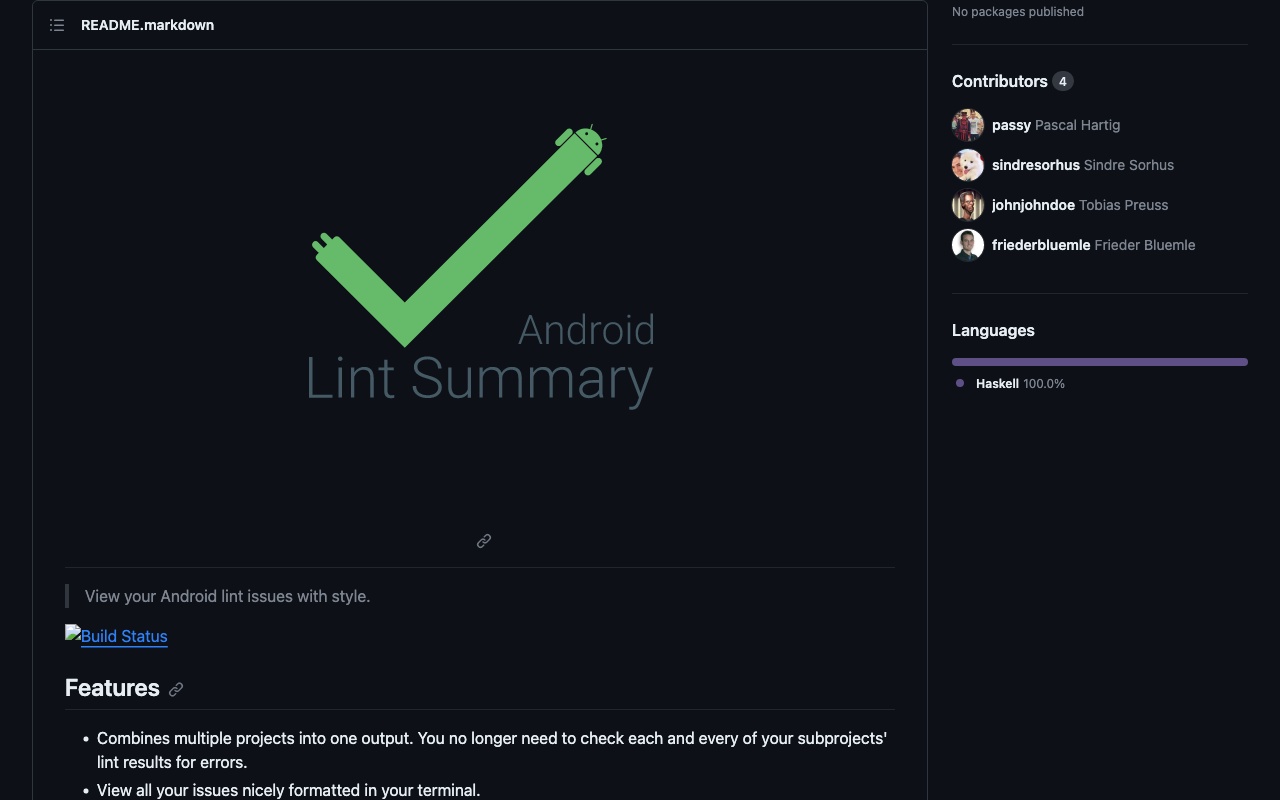 README.markdown
Android
Lint Summary
View your Android lint issues with style.
Build Status
Features
• Combines multiple projects into one output. You no longer need to check each and every of your subprojects'
lint results for errors.
• View all your issues nicely formatted in your terminal.
No packages published
Contributors 4
passy Pascal Hartig
sindresorhus Sindre Sorhus
johnjohndoe Tobias Preuss
friederbluemle Frieder Bluemle
Languages
Haskell 100.0%